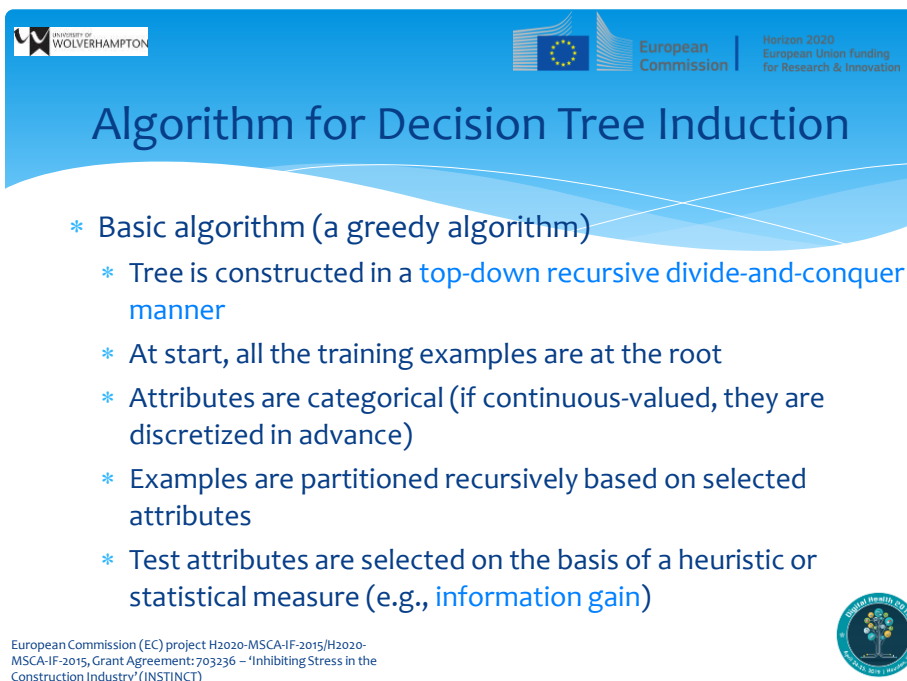 UNIVERSITY OF
WOLVERHAMPTON
European
Commission
Horizon 2020
European Union funding
for Research & Innovation
Algorithm for Decision Tree Induction
* Basic algorithm (a greedy algorithm)
* Tree is constructed in a top-down recursive divide-and-conquer
manner
* At start, all the training examples are at the root
* Attributes are categorical (if continuous-valued, they are
discretized in advance)
* Examples are partitioned recursively based on selected
attributes
* Test attributes are selected on the basis of a heuristic or
statistical measure (e.g., information gain)
European Commission (EC) project H2020-MSCA-IF-2015/H2020-
MSCA-IF-2015, Grant Agreement: 703236 – ‘Inhibiting Stress in the
Construction Industry’ (INSTINCT)
Digital Health